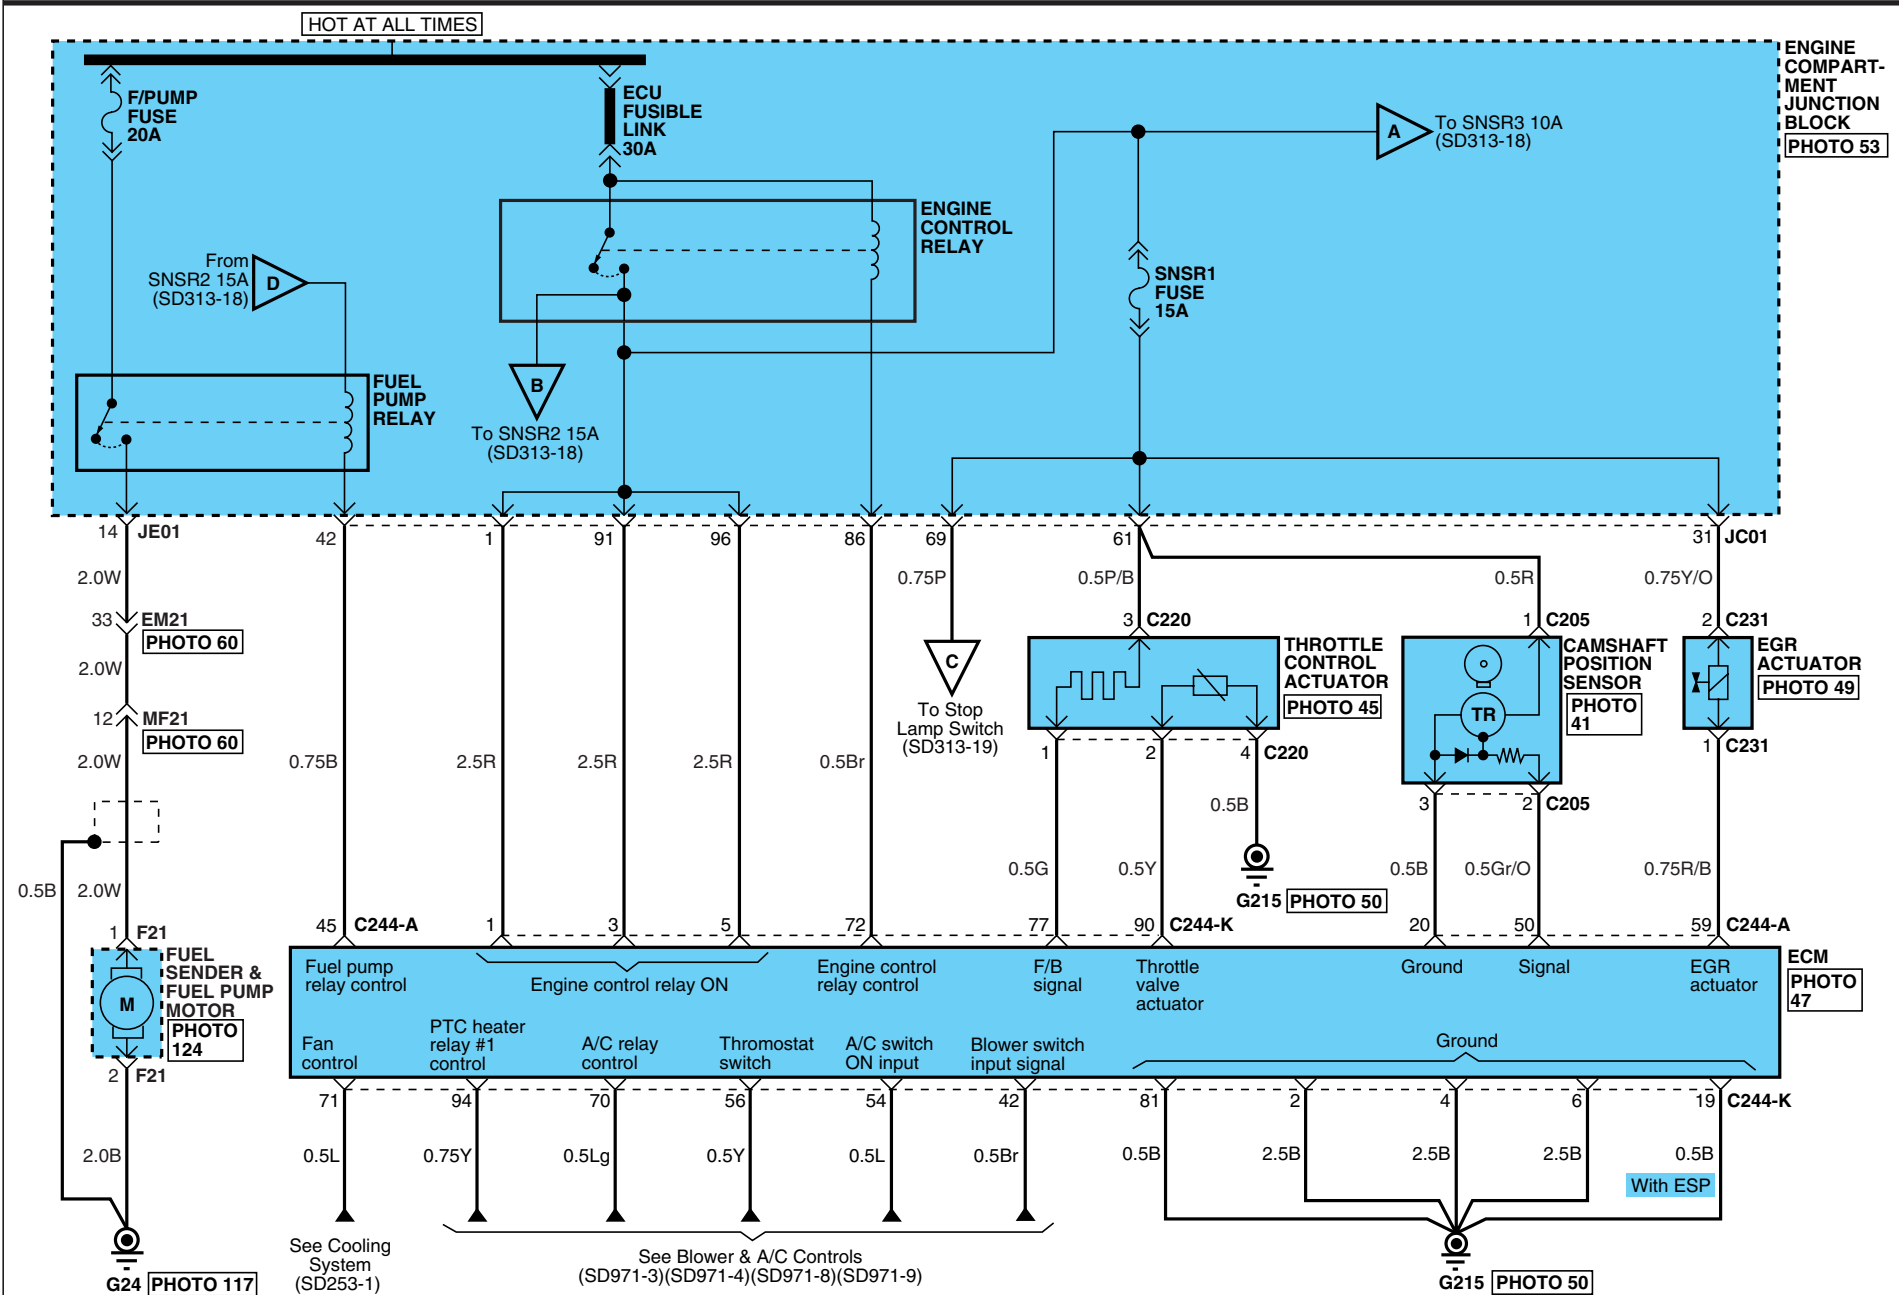 HOT AT ALL TIMES
ENGINE
COMPART-
MENT
JUNCTION
BLOCK
PHOTO 53
F/PUMP
FUSE
20A
ECU
FUSIBLE
LINK
30A
A
To SNSR3 10A
(SD313-18)
ENGINE
CONTROL
RELAY
From
SNSR2 15A
(SD313-18)
D
SNSR1
FUSE
15A
FUEL
PUMP
RELAY
B
To SNSR2 15A
(SD313-18)
14 JE01
42
1
91
96
86
69
61
31 JC01
2.0W
0.75P
0.5P/B
0.5R
0.75Y/O
33 EM21
PHOTO 60
3 C220
1 C205
2 C231
2.0W
C
To Stop
Lamp Switch
(SD313-19)
THROTTLE
CONTROL
ACTUATOR
PHOTO 45
TR
CAMSHAFT
POSITION
SENSOR
PHOTO
41
EGR
ACTUATOR
PHOTO 49
12 MF21
PHOTO 60
1
2
4 C220
1 C231
2.0W
0.75B
2.5R
2.5R
2.5R
0.5Br
3
2 C205
0.5B
0.5B
2.0W
0.5G
0.5Y
G215 PHOTO 50
0.5B
0.5Gr/O
0.75R/B
1 F21
45 C244-A
1
3
5
72
77
90 C244-K
20
50
59 C244-A
FUEL
SENDER &
FUEL PUMP
MOTOR
PHOTO
124
M
2 F21
ECM
PHOTO
47
Fuel pump
relay control
Engine control relay ON
Engine control
relay control
F/B
signal
Throttle
valve
actuator
Ground
Signal
EGR
actuator
Fan
control
PTC heater
relay #1
control
A/C relay
control
Thromostat
switch
A/C switch
ON input
Blower switch
input signal
Ground
71
94
70
56
54
42
81
2
4
6
19 C244-K
2.0B
0.5L
0.75Y
0.5Lg
0.5Y
0.5L
0.5Br
0.5B
2.5B
2.5B
2.5B
0.5B
With ESP
See Cooling
System
(SD253-1)
See Blower & A/C Controls
(SD971-3)(SD971-4)(SD971-8)(SD971-9)
G24 PHOTO 117
G215 PHOTO 50